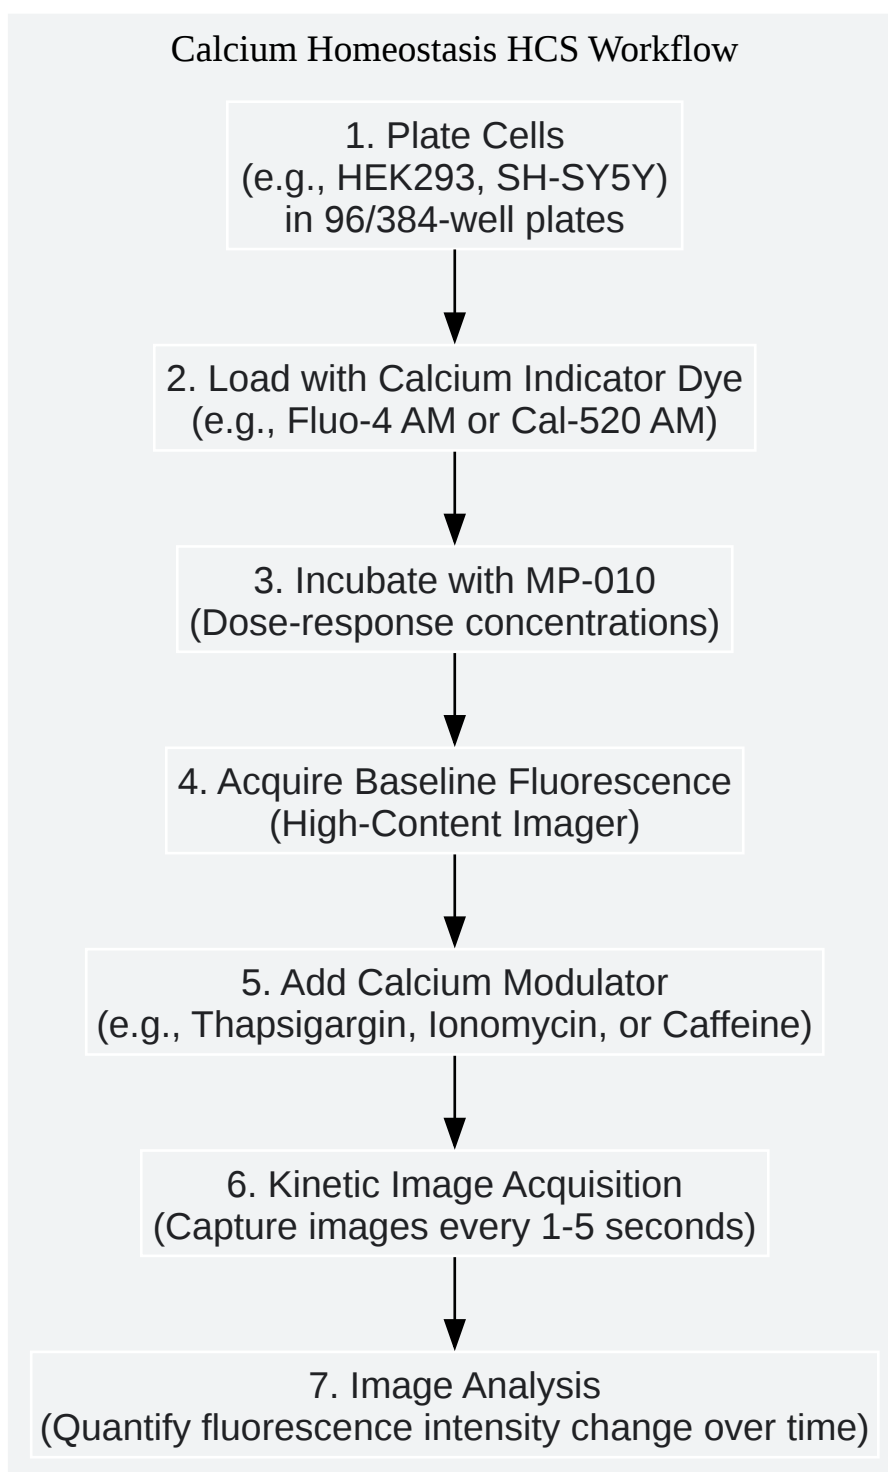 Calcium Homeostasis HCS Workflow
1. Plate Cells
(e.g., HEK293, SH-SY5Y)
in 96/384-well plates
2. Load with Calcium Indicator Dye
(e.g., Fluo-4 AM or Cal-520 AM)
3. Incubate with MP-010
(Dose-response concentrations)
4. Acquire Baseline Fluorescence
(High-Content Imager)
5. Add Calcium Modulator
(e.g., Thapsigargin, Ionomycin, or Caffeine)
6. Kinetic Image Acquisition
(Capture images every 1-5 seconds)
7. Image Analysis
(Quantify fluorescence intensity change over time)